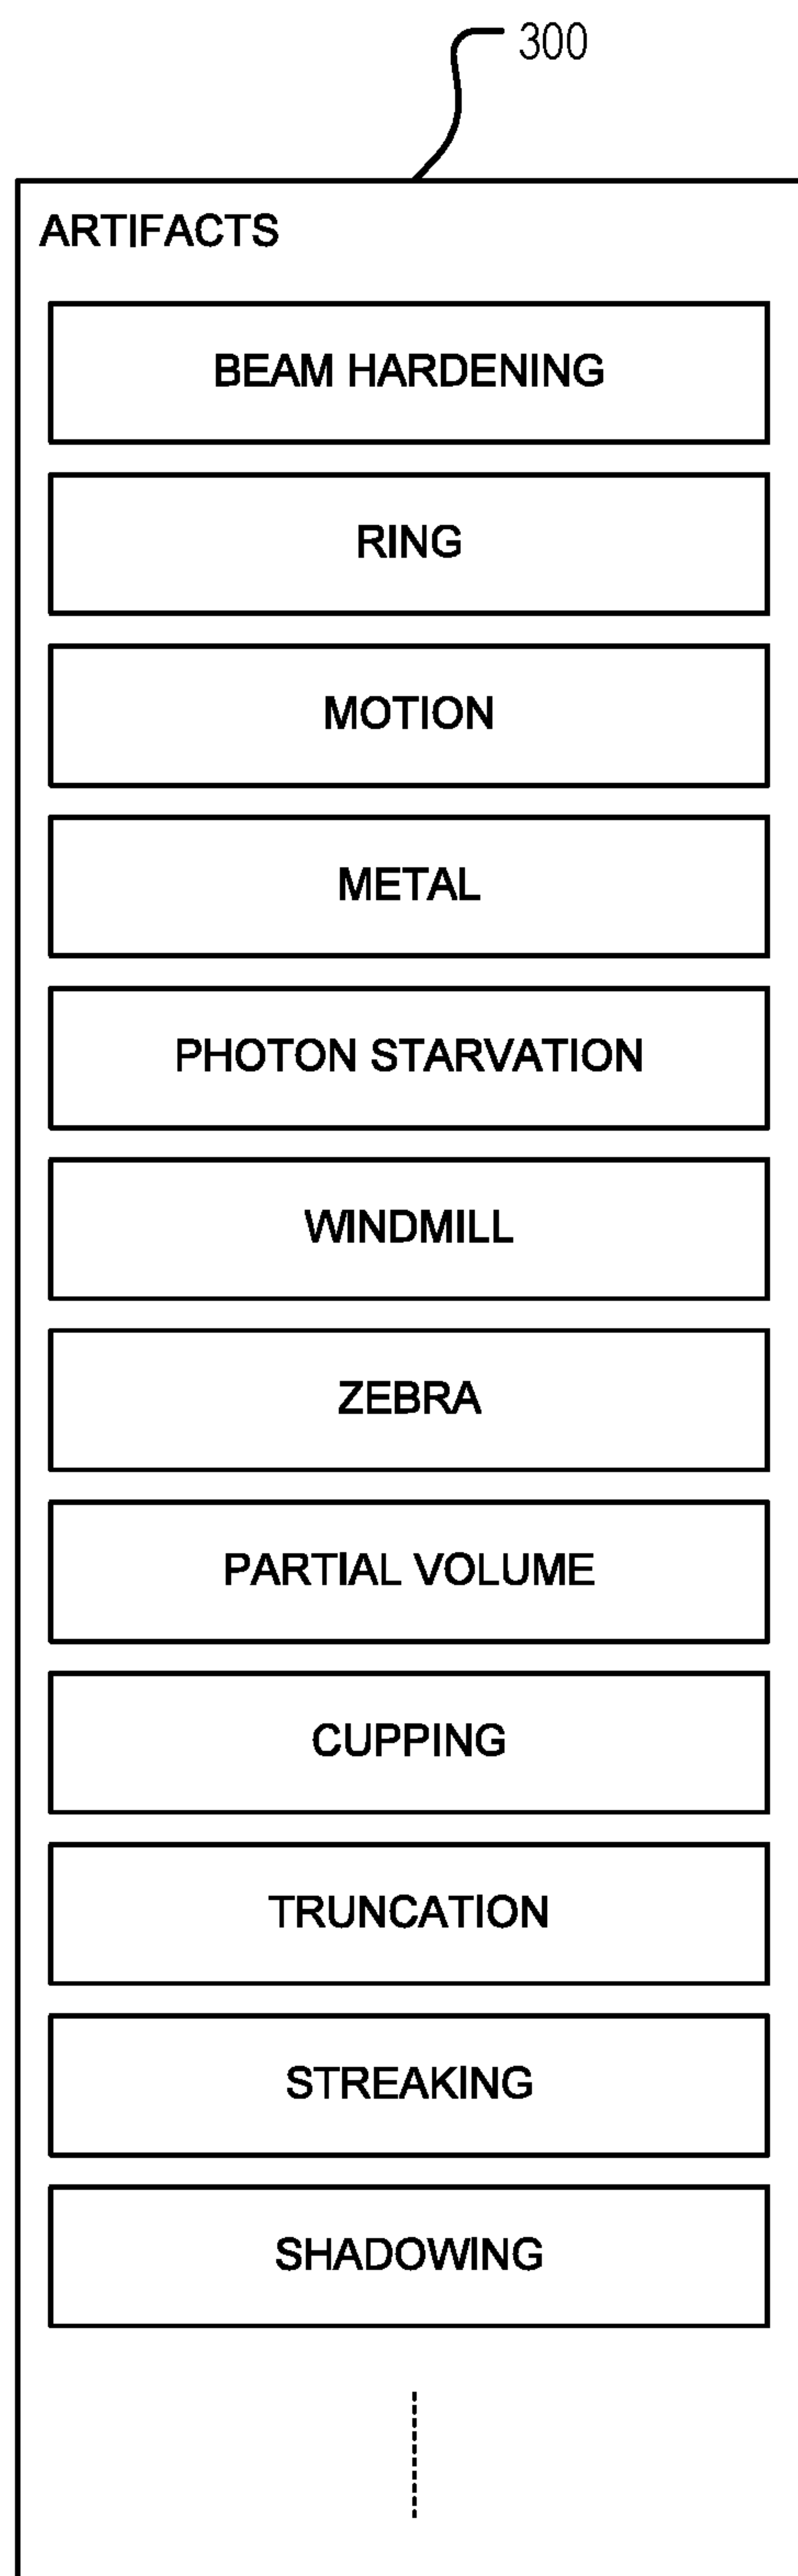 300
ARTIFACTS
BEAM HARDENING
RING
MOTION
METAL
PHOTON STARVATION
WINDMILL
ZEBRA
PARTIAL VOLUME
CUPPING
TRUNCATION
STREAKING
SHADOWING